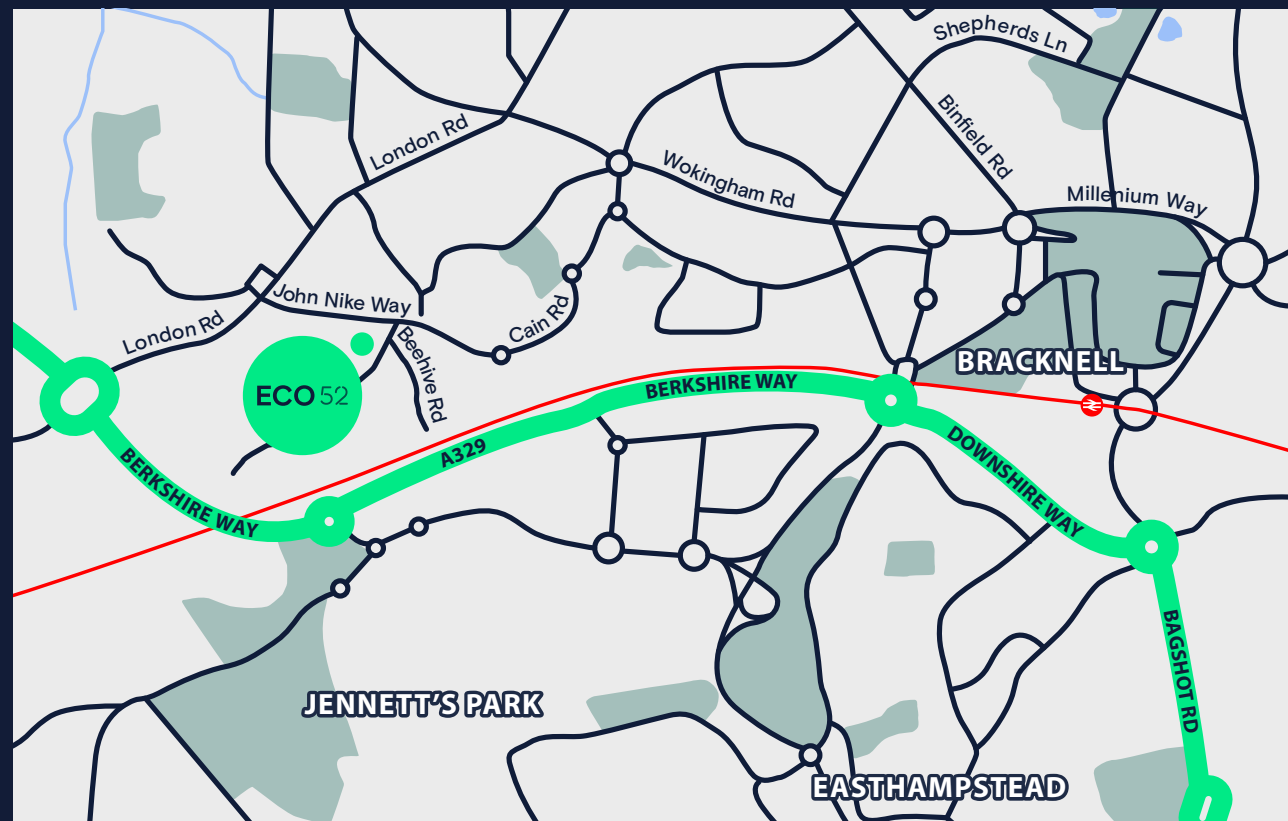 Shepherds Ln
Binfield Rd
London Rd
Wokingham Rd
Millenium Way
John Nike Way
Cain Rd
London Rd
Beehive Rd
BRACKNELL
ECO 52
BERKSHIRE WAY
A329
BERKSHIRE WAY
DOWNSHIRE WAY
BAGSHOT RD
JENNETT’S PARK
EASTHAMPSTEAD